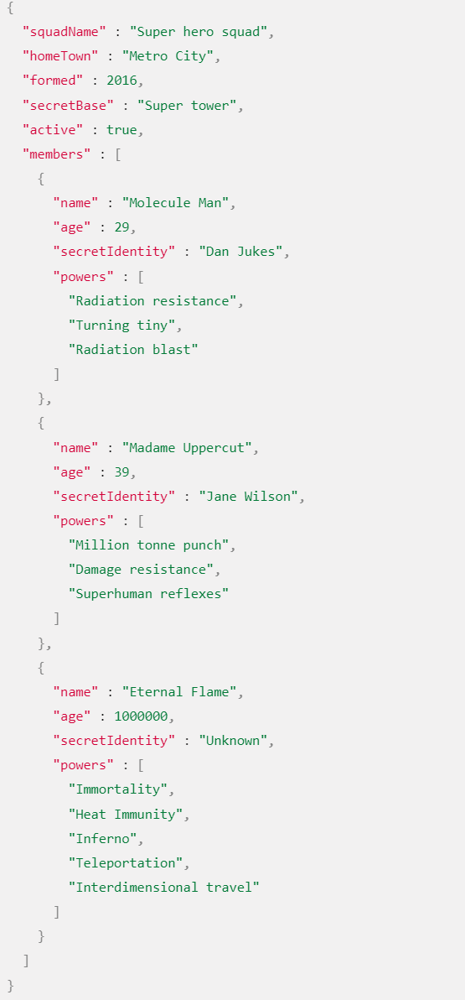 {
  "squadName" : "Super hero squad",
  "homeTown" : "Metro City",
  "formed" : 2016,
  "secretBase" : "Super tower",
  "active" : true,
  "members" : [
    {
      "name" : "Molecule Man",
      "age" : 29,
      "secretIdentity" : "Dan Jukes",
      "powers" : [
        "Radiation resistance",
        "Turning tiny",
        "Radiation blast"
      ]
    },
    {
      "name" : "Madame Uppercut",
      "age" : 39,
      "secretIdentity" : "Jane Wilson",
      "powers" : [
        "Million tonne punch",
        "Damage resistance",
        "Superhuman reflexes"
      ]
    },
    {
      "name" : "Eternal Flame",
      "age" : 1000000,
      "secretIdentity" : "Unknown",
      "powers" : [
        "Immortality",
        "Heat Immunity",
        "Inferno",
        "Teleportation",
        "Interdimensional travel"
      ]
    }
  ]
}